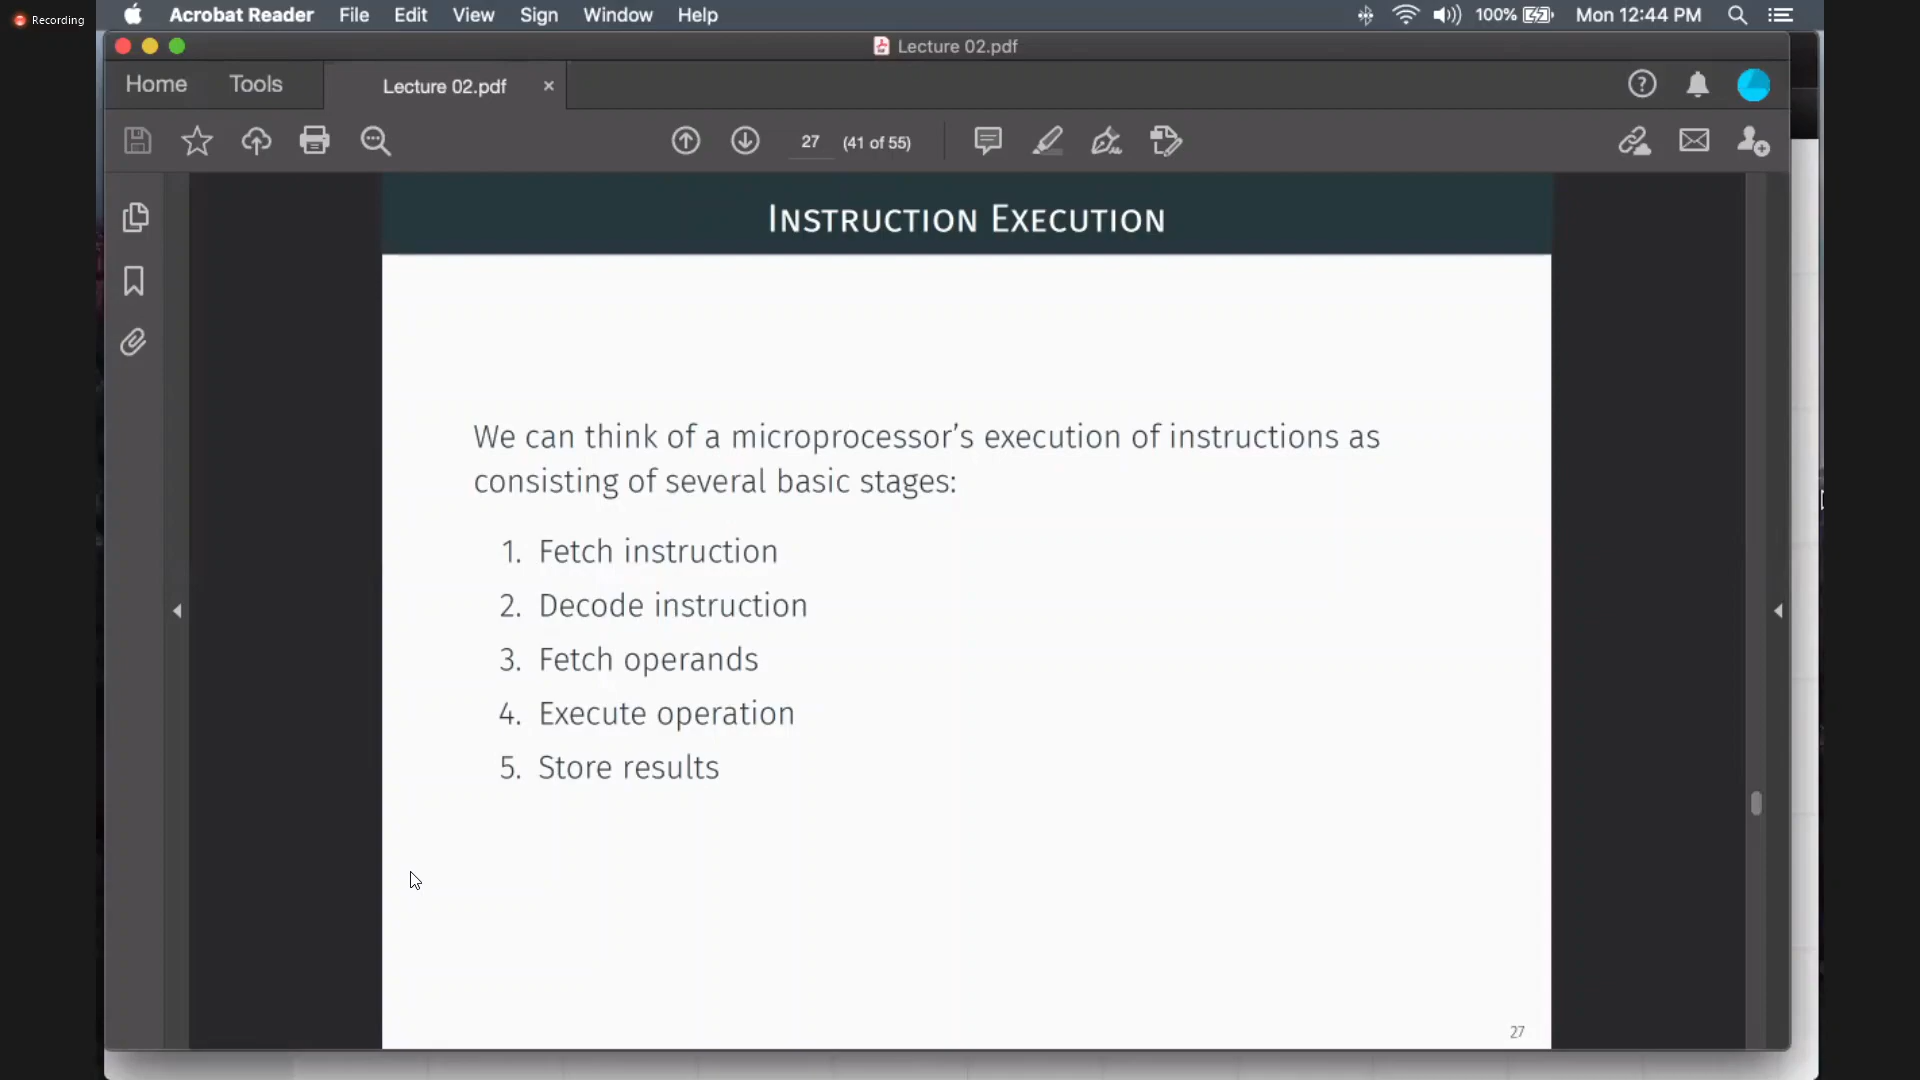 Recording
Acrobat Reader File Edit View Sign Window Help 100% Mon 12:44 PM
Lecture 02.pdf
Home Tools Lecture 02.pdf ×
27 (41 of 55)
INSTRUCTION EXECUTION
We can think of a microprocessor’s execution of instructions as
consisting of several basic stages:
1. Fetch instruction
2. Decode instruction
3. Fetch operands
4. Execute operation
5. Store results
27